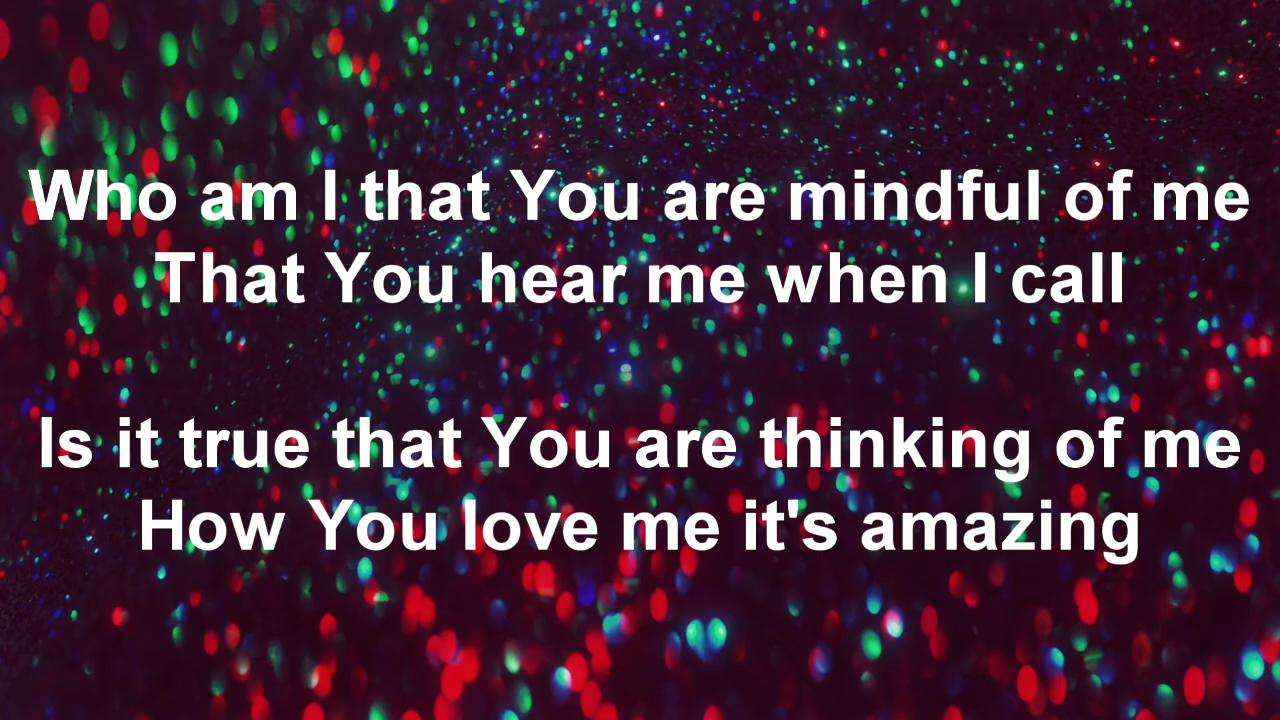 Who am I that You are mindful of me
That You hear me when I call
Is it true that You are thinking of me
How You love me it's amazing